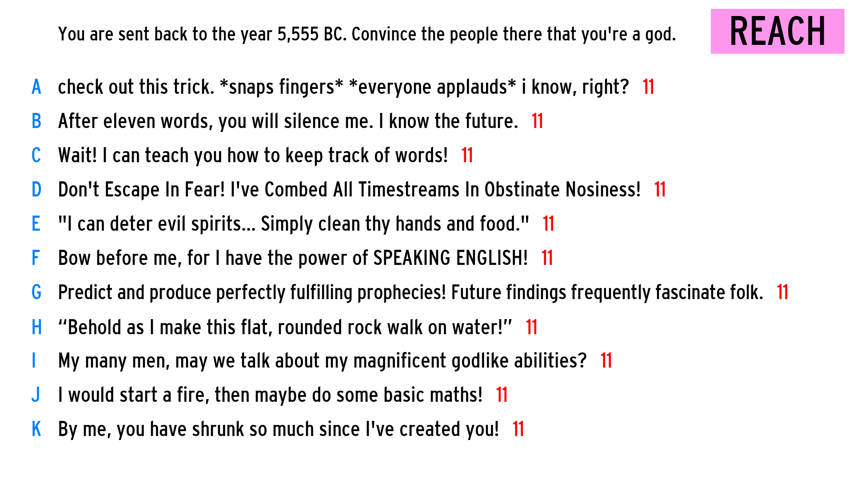 You are sent back to the year 5,555 BC. Convince the people there that you're a god.
REACH
A check out this trick. *snaps fingers* *everyone applauds* i know, right? 11
B After eleven words, you will silence me. I know the future. 11
C Wait! I can teach you how to keep track of words! 11
D Don't Escape In Fear! I've Combed All Timestreams In Obstinate Nosiness! 11
E "I can deter evil spirits... Simply clean thy hands and food." 11
F Bow before me, for I have the power of SPEAKING ENGLISH! 11
G Predict and produce perfectly fulfilling prophecies! Future findings frequently fascinate folk. 11
H “Behold as I make this flat, rounded rock walk on water!” 11
I My many men, may we talk about my magnificent godlike abilities? 11
J I would start a fire, then maybe do some basic maths! 11
K By me, you have shrunk so much since I've created you! 11